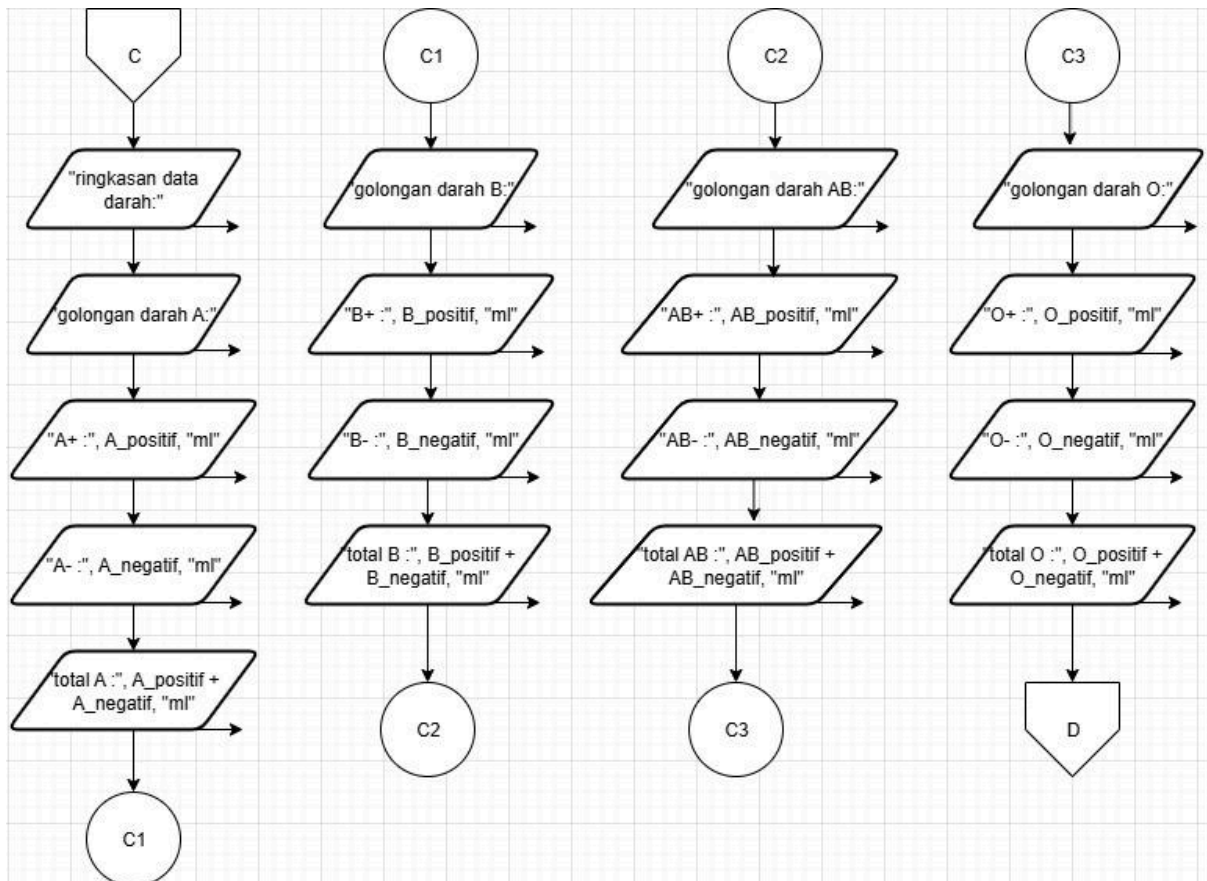 C
"ringkasan data
darah:"
"golongan darah A:"
"A+ :", A_positif, "ml"
"A- :", A_negatif, "ml"
"total A :", A_positif +
A_negatif, "ml"
C1
C1
"golongan darah B:"
"B+ :", B_positif, "ml"
"B- :", B_negatif, "ml"
"total B :", B_positif +
B_negatif, "ml"
C2
C2
"golongan darah AB:"
"AB+ :", AB_positif, "ml"
"AB- :", AB_negatif, "ml"
"total AB :", AB_positif +
AB_negatif, "ml"
C3
C3
"golongan darah O:"
"O+ :", O_positif, "ml"
"O- :", O_negatif, "ml"
"total O :", O_positif +
O_negatif, "ml"
D